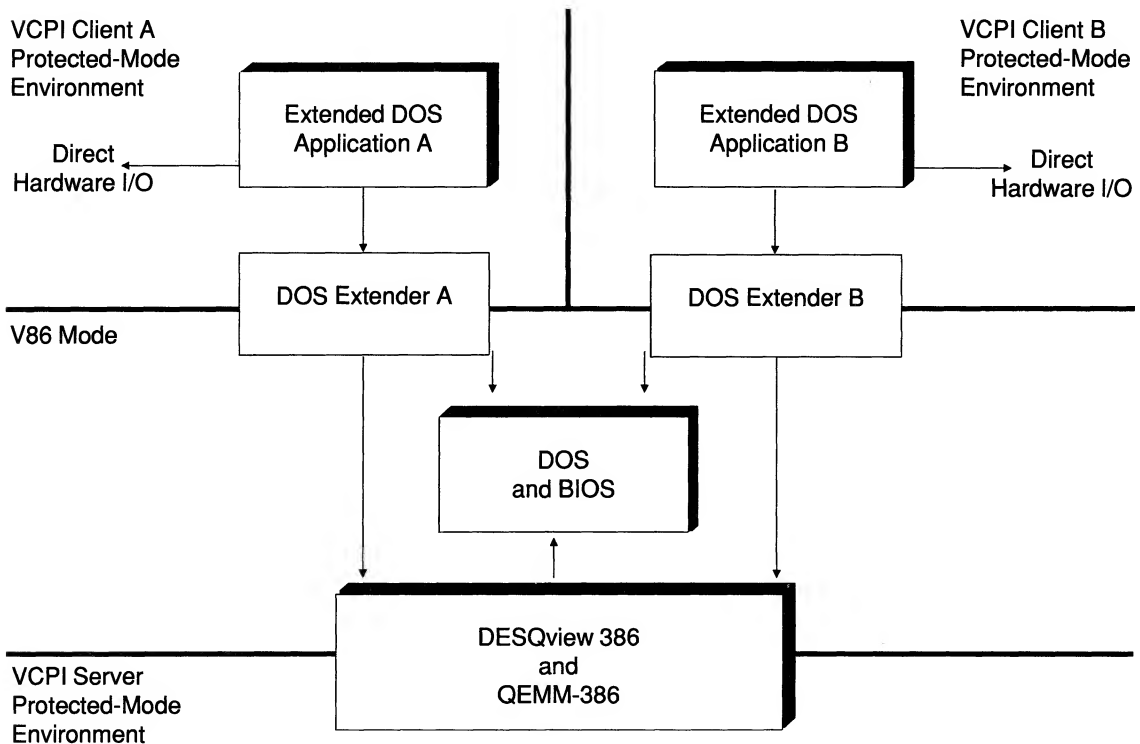 VCPI Client A
Protected-Mode
Environment
VCPI Client B
Protected-Mode
Environment
Extended DOS
Application A
Extended DOS
Application B
Direct
Hardware I/O
Direct
Hardware I/O
DOS Extender A
DOS Extender B
V86 Mode
DOS
and BIOS
DESQview 386
and
QEMM-386
VCPI Server
Protected-Mode
Environment